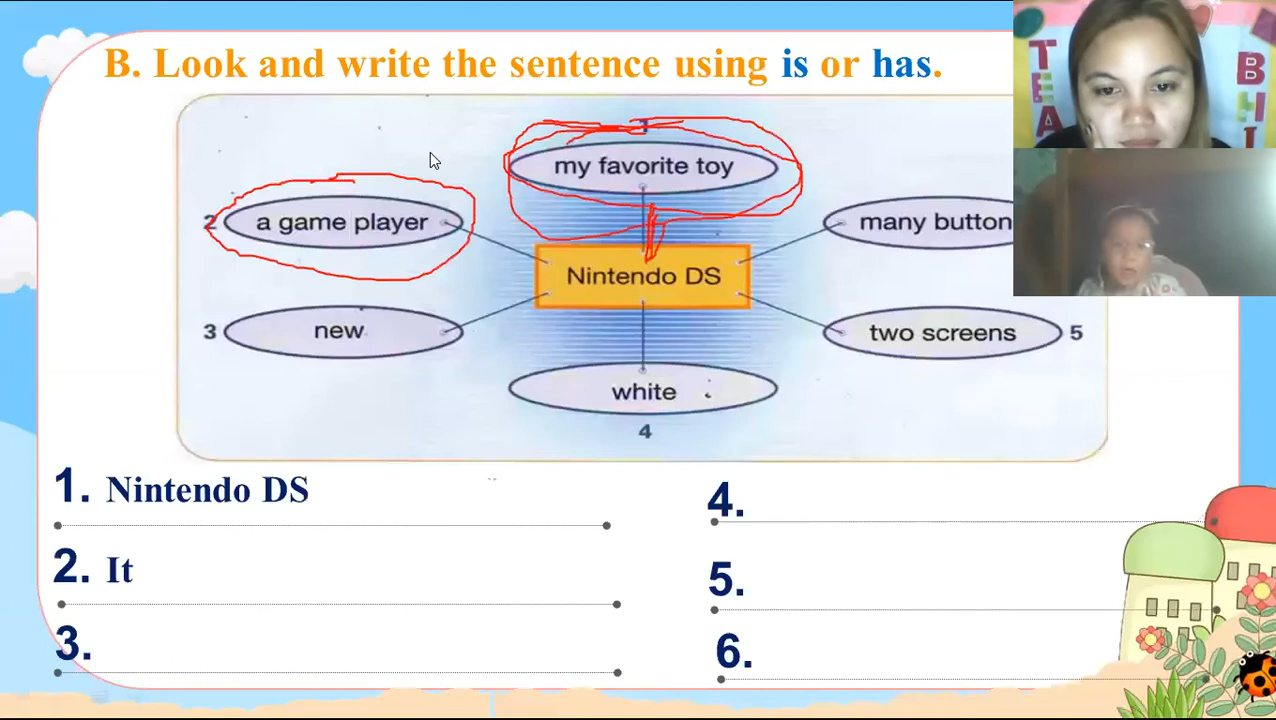 B. Look and write the sentence using is or has.
1
my favorite toy
2 a game player
many button
Nintendo DS
3 new
two screens 5
white
4
1. Nintendo DS
2. It
3.
4.
5.
6.
T
E
A
B
H
I